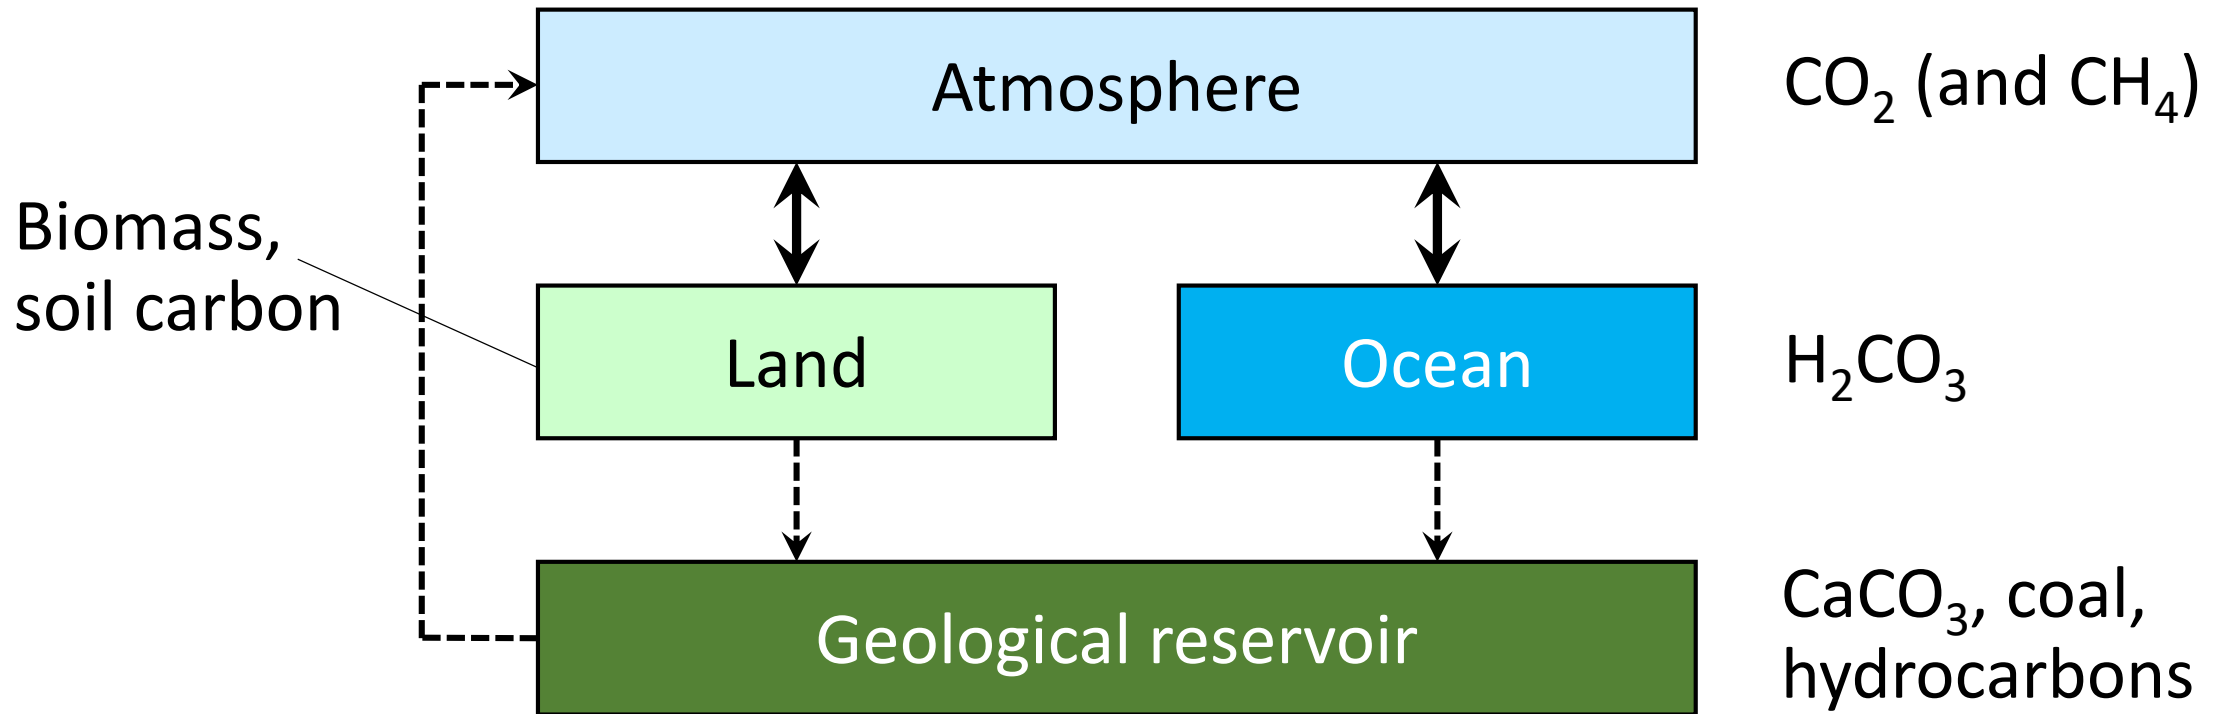 Atmosphere
CO₂ (and CH₄)
Biomass,
soil carbon
Land
Ocean
H₂CO₃
Geological reservoir
CaCO₃, coal,
hydrocarbons